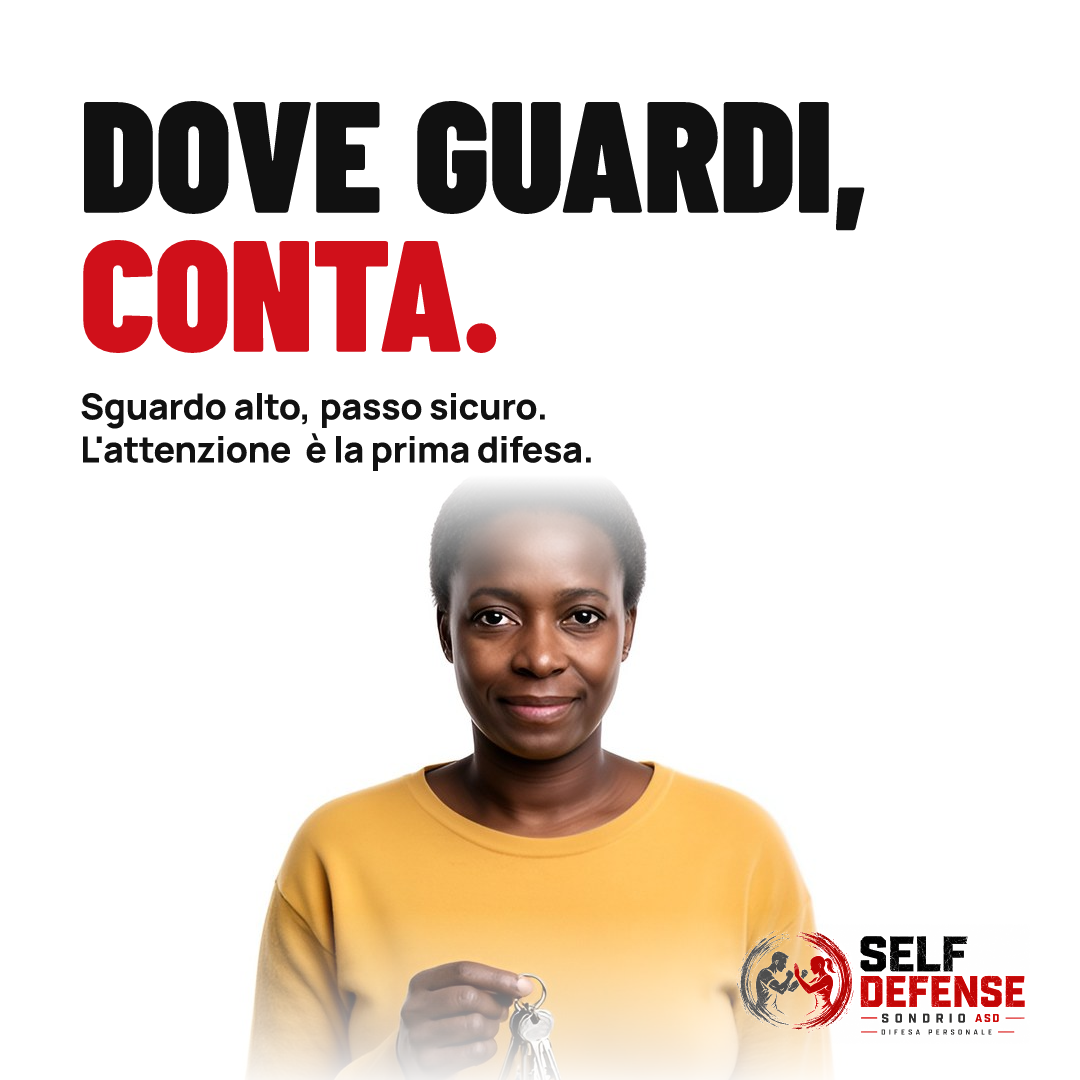 DOVE GUARDI,
CONTA.
Sguardo alto, passo sicuro.
L'attenzione  è la prima difesa.
SELF
DEFENSE
SONDRIO ASD
DIFESA PERSONALE